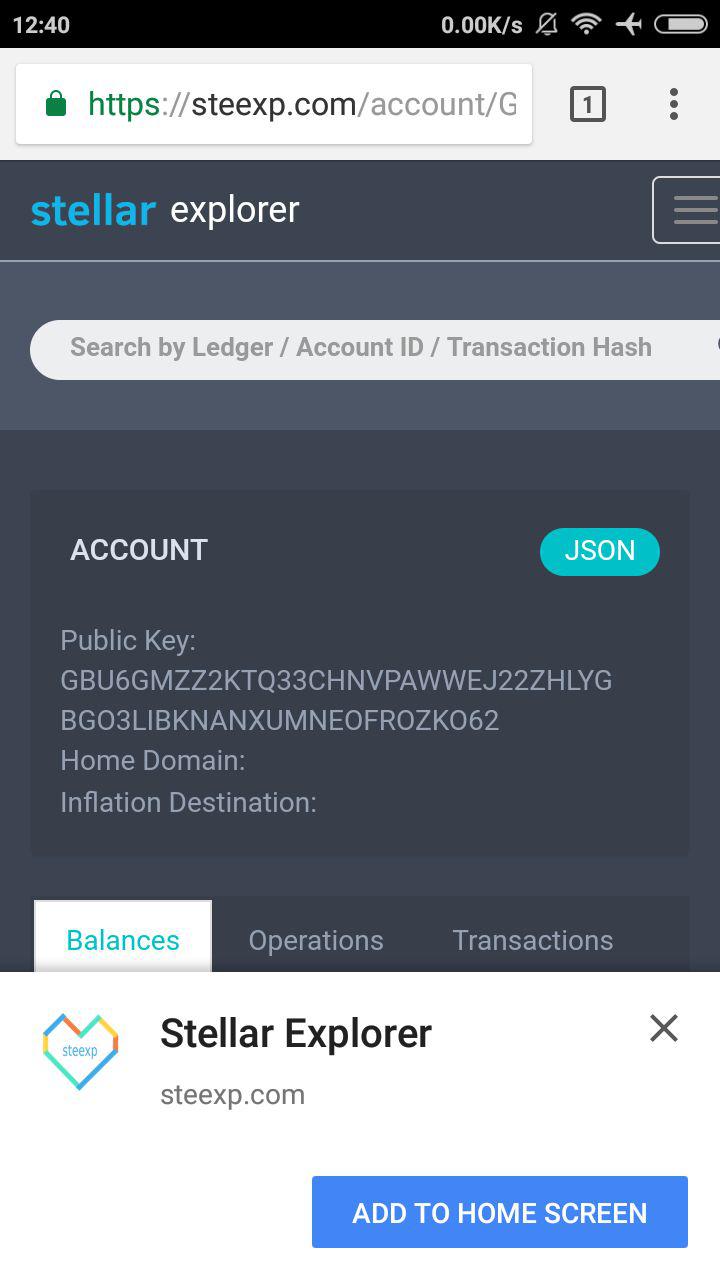 12:40 0.00K/s
https://steexp.com/account/G
1
stellar explorer
Search by Ledger / Account ID / Transaction Hash
ACCOUNT JSON
Public Key:
GBU6GMZZ2KTQ33CHNVPAWWEJ22ZHLYG
BGO3LIBKNANXUMNEOFROZKO62
Home Domain:
Inflation Destination:
Balances Operations Transactions
steexp
Stellar Explorer
steexp.com
ADD TO HOME SCREEN